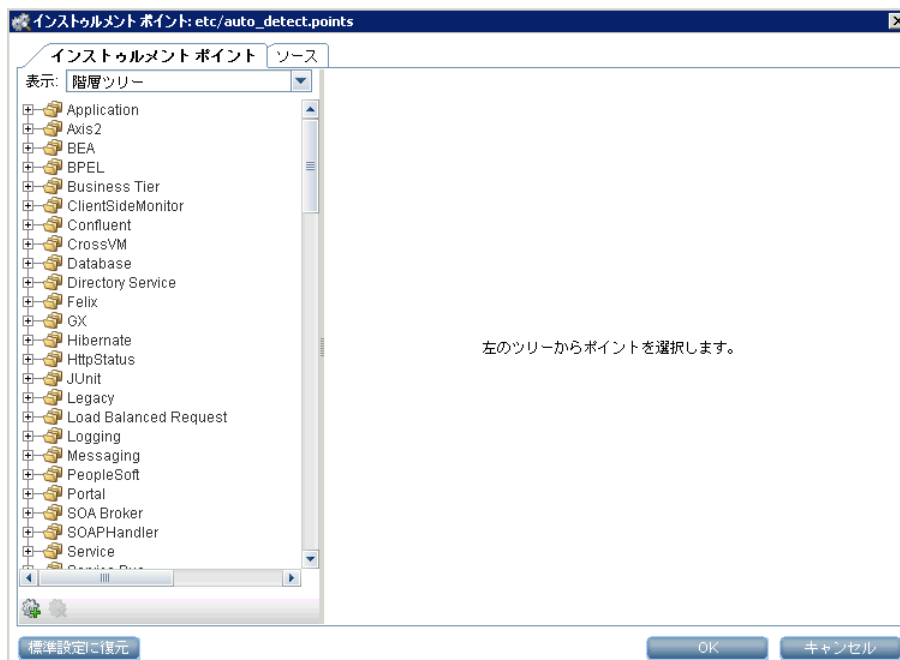 インストゥルメント ポイント: etc/auto_detect.points
インストゥルメント ポイント
ソース
表示: 階層ツリー
Application
Axis2
BEA
BPEL
Business Tier
ClientSideMonitor
Confluent
CrossVM
Database
Directory Service
Felix
GX
Hibernate
HttpStatus
JUnit
Legacy
Load Balanced Request
Logging
Messaging
PeopleSoft
Portal
SOA Broker
SOAPHandler
Service
Service Bus
左のツリーからポイントを選択します。
標準設定に復元
OK
キャンセル